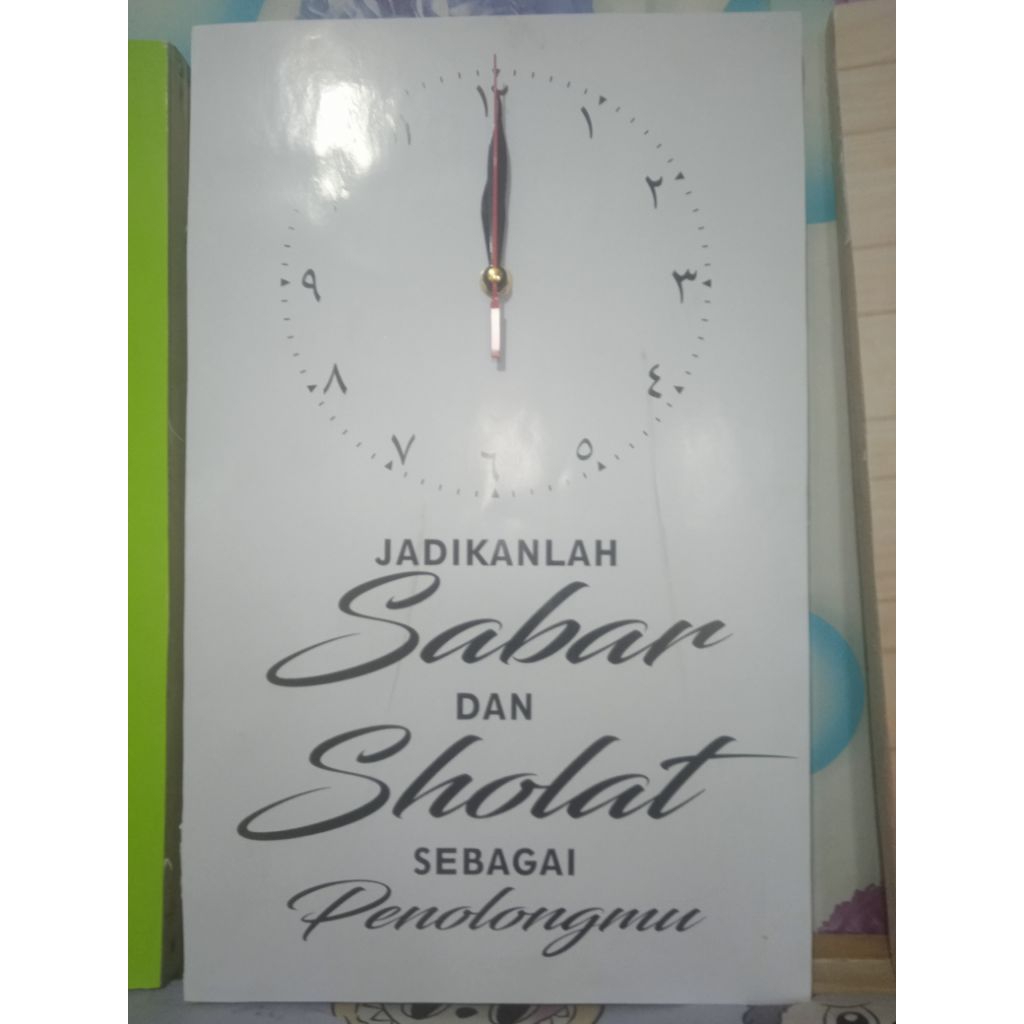 ١٢
١
٢
٣
٤
٥
٦
٧
٨
٩
JADIKANLAH
Sabar
DAN
Sholat
SEBAGAI
Penolongmu